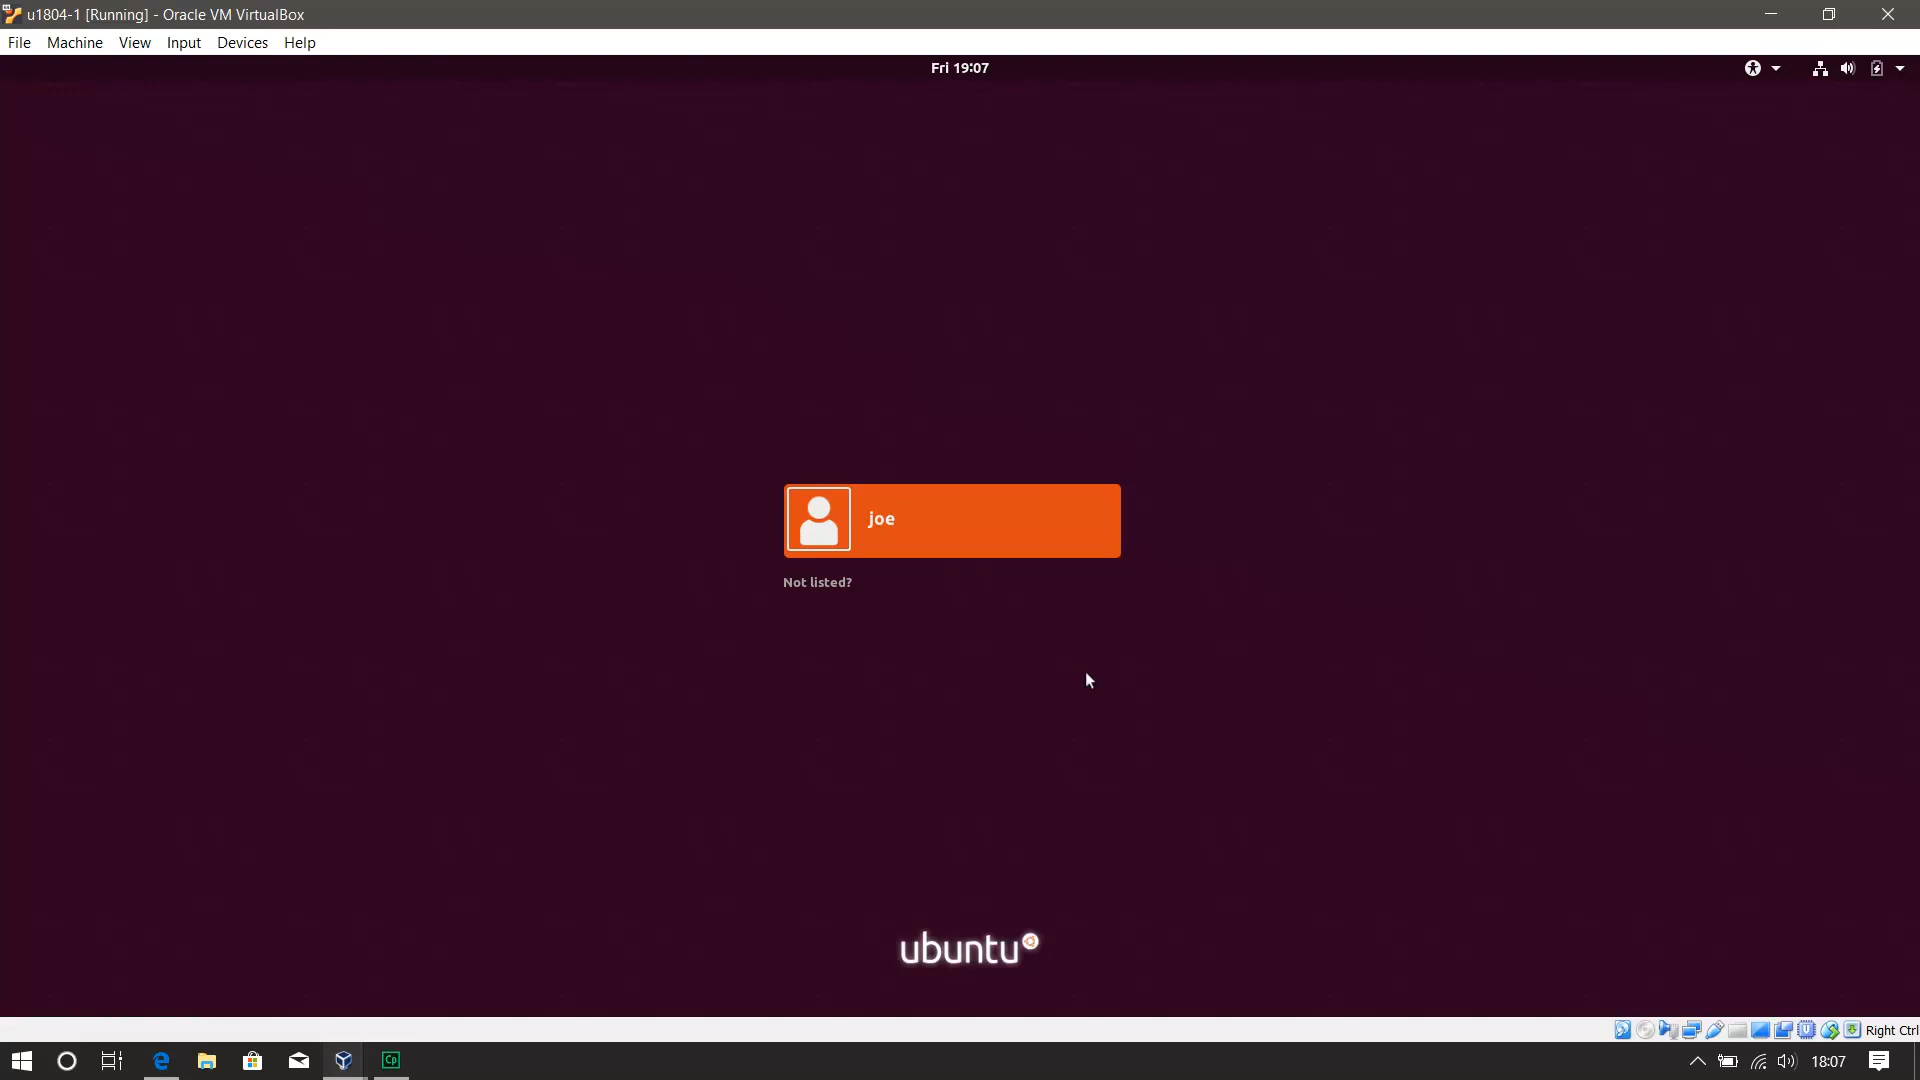 u1804-1 [Running] - Oracle VM VirtualBox
File Machine View Input Devices Help
Fri 19:07
joe
Not listed?
ubuntu
Right Ctrl
Cp
18:07